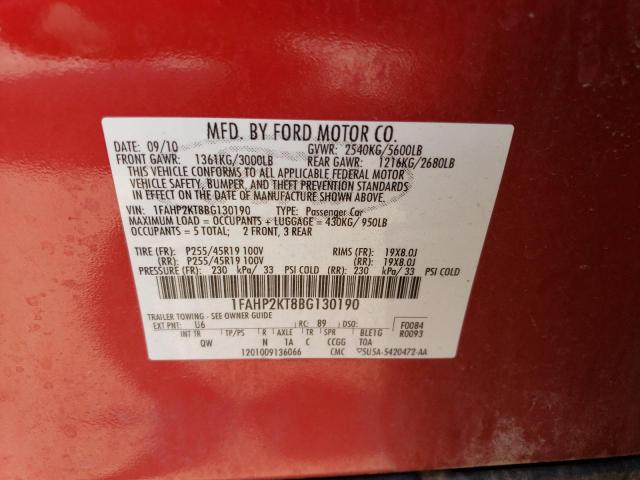 MFD. BY FORD MOTOR CO.
DATE: 09/10 GVWR: 2540KG/5600LB
FRONT GAWR: 1361KG/3000LB REAR GAWR: 1216KG/2680LB
THIS VEHICLE CONFORMS TO ALL APPLICABLE FEDERAL MOTOR
VEHICLE SAFETY, BUMPER, AND THEFT PREVENTION STANDARDS
IN EFFECT ON THE DATE OF MANUFACTURE SHOWN ABOVE.
VIN: 1FAHP2KT8BG130190 TYPE: Passenger Car
MAXIMUM LOAD = OCCUPANTS + LUGGAGE = 430KG/950LB
OCCUPANTS = 5 TOTAL; 2 FRONT, 3 REAR
TIRE (FR): P255/45R19 100V RIMS (FR): 19X8.0J
(RR): P255/45R19 100V (RR): 19X8.0J
PRESSURE (FR): 230 kPa/ 33 PSI COLD (RR): 230 kPa/ 33 PSI COLD
1FAHP2KT8BG130190
TRAILER TOWING - SEE OWNER GUIDE
EXT PNT: U6 RC: 89 DSO: F0084
R0093
INT TR TP/PS R AXLE TR SPR BLETG
QW N 1A C CCGG TOA
1201009136066 CMC 5U5A-5420472-AA